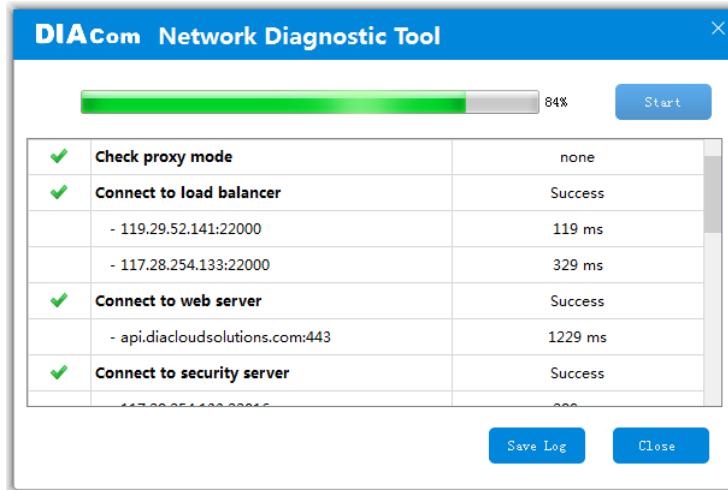 DIACom Network Diagnostic Tool
84% Start
Check proxy mode none
Connect to load balancer Success
- 119.29.52.141:22000 119 ms
- 117.28.254.133:22000 329 ms
Connect to web server Success
- api.diacloudsolutions.com:443 1229 ms
Connect to security server Success
Save Log Close